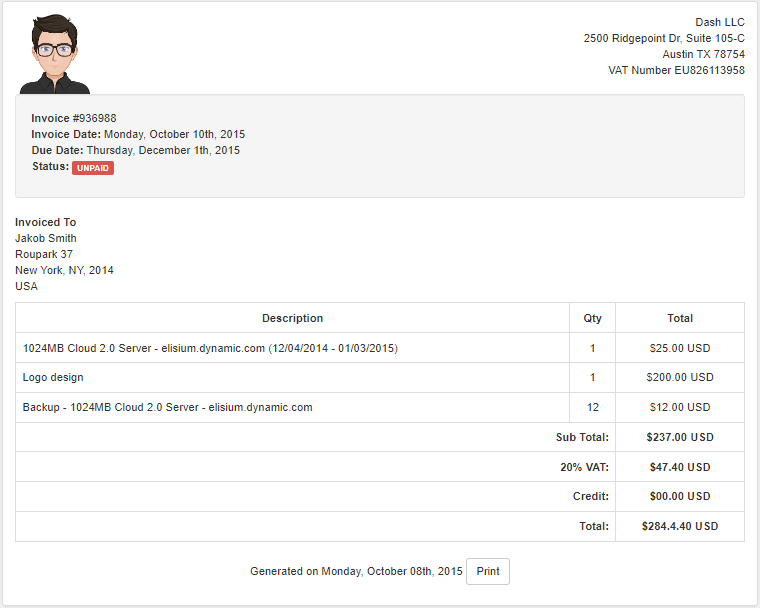 Dash LLC
2500 Ridgepoint Dr, Suite 105-C
Austin TX 78754
VAT Number EU826113958
Invoice #936988
Invoice Date: Monday, October 10th, 2015
Due Date: Thursday, December 1th, 2015
Status: UNPAID
Invoiced To
Jakob Smith
Roupark 37
New York, NY, 2014
USA
Description Qty Total
1024MB Cloud 2.0 Server - elisium.dynamic.com (12/04/2014 - 01/03/2015) 1 $25.00 USD
Logo design 1 $200.00 USD
Backup - 1024MB Cloud 2.0 Server - elisium.dynamic.com 12 $12.00 USD
Sub Total: $237.00 USD
20% VAT: $47.40 USD
Credit: $00.00 USD
Total: $284.4.40 USD
Generated on Monday, October 08th, 2015 Print